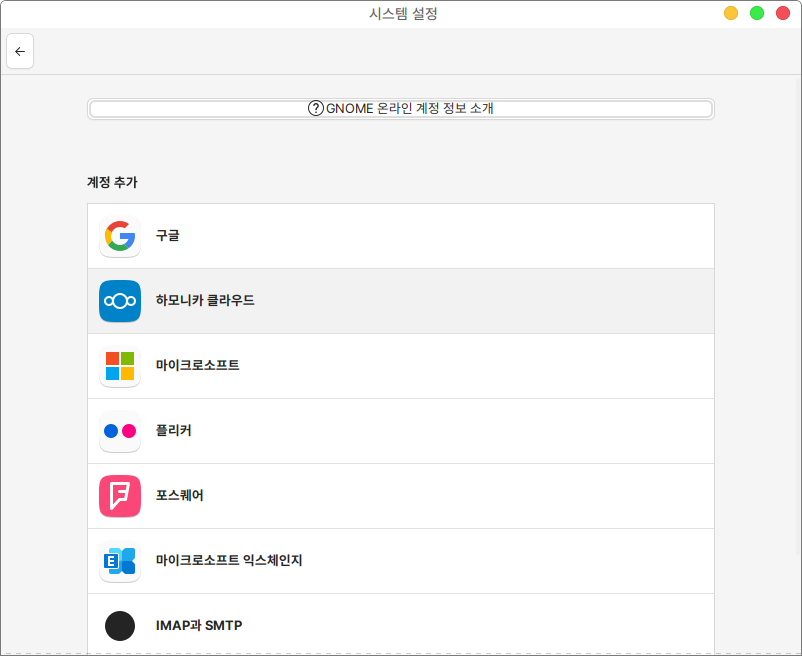 시스템 설정
GNOME 온라인 계정 정보 소개
계정 추가
구글
하모니카 클라우드
마이크로소프트
플리커
포스퀘어
마이크로소프트 익스체인지
IMAP과 SMTP